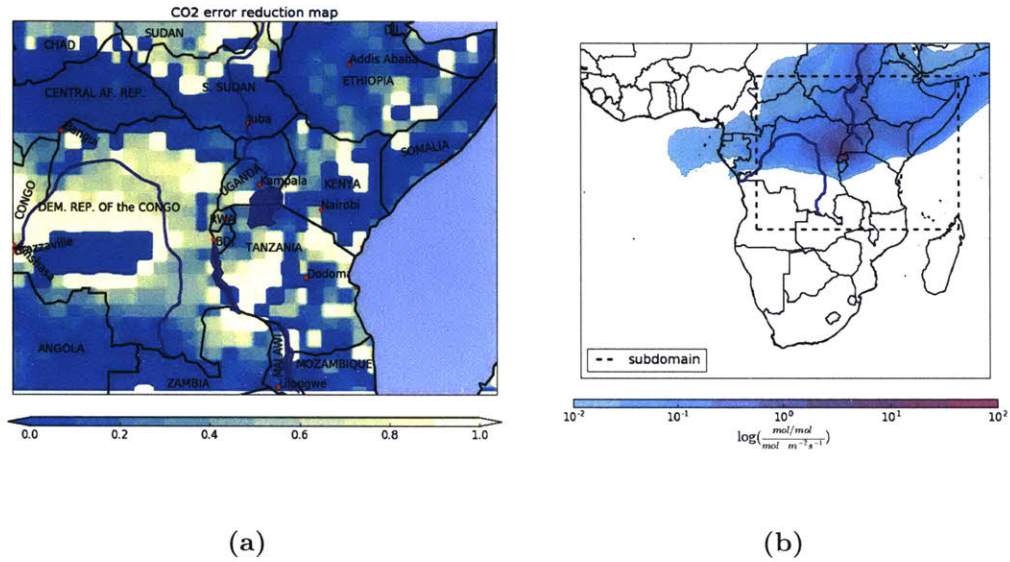 CO2 error reduction map
SUDAN
DJI
CHAD
Addis Ababa
ETHIOPIA
S. SUDAN
CENTRAL AF. REP.
Juba
Bangui
SOMALIA
UGANDA
Kampala
KENYA
CONGO
DEM. REP. OF the CONGO
Nairobi
RWA
BDI
TANZANIA
Brazzaville
Kinshasa
Dodoma
ANGOLA
MALAWI
MOZAMBIQUE
ZAMBIA
Lilongwe
0.0 0.2 0.4 0.6 0.8 1.0
(a)
subdomain
10^-2 10^-1 10^0 10^1 10^2
log(mol/mol / mol m^-2 s^-1)
(b)